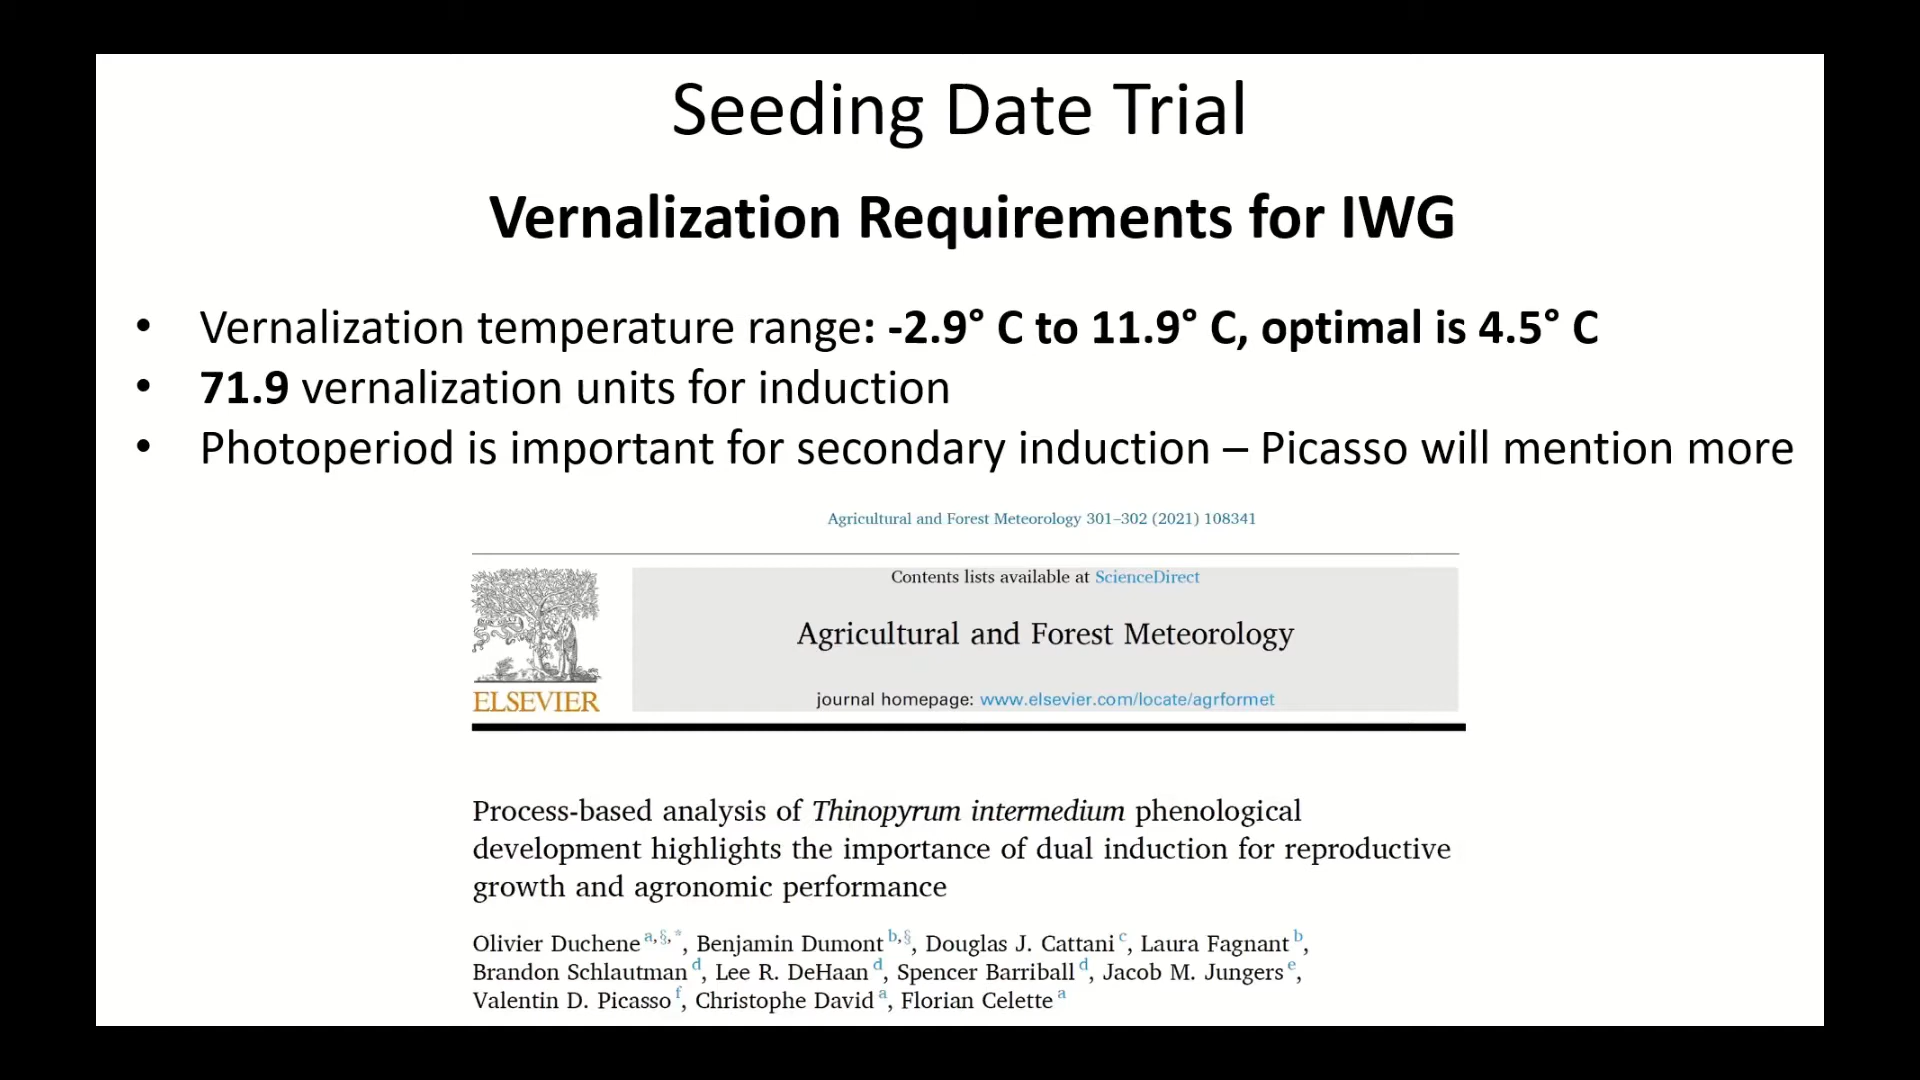 Seeding Date Trial
Vernalization Requirements for IWG
• Vernalization temperature range: -2.9° C to 11.9° C, optimal is 4.5° C
• 71.9 vernalization units for induction
• Photoperiod is important for secondary induction – Picasso will mention more
Agricultural and Forest Meteorology 301–302 (2021) 108341
Contents lists available at ScienceDirect
Agricultural and Forest Meteorology
journal homepage: www.elsevier.com/locate/agrformet
ELSEVIER
Process-based analysis of Thinopyrum intermedium phenological
development highlights the importance of dual induction for reproductive
growth and agronomic performance
Olivier Duchene a,§,*, Benjamin Dumont b,§, Douglas J. Cattani c, Laura Fagnant b,
Brandon Schlautman d, Lee R. DeHaan d, Spencer Barriball d, Jacob M. Jungers e,
Valentin D. Picasso f, Christophe David a, Florian Celette a